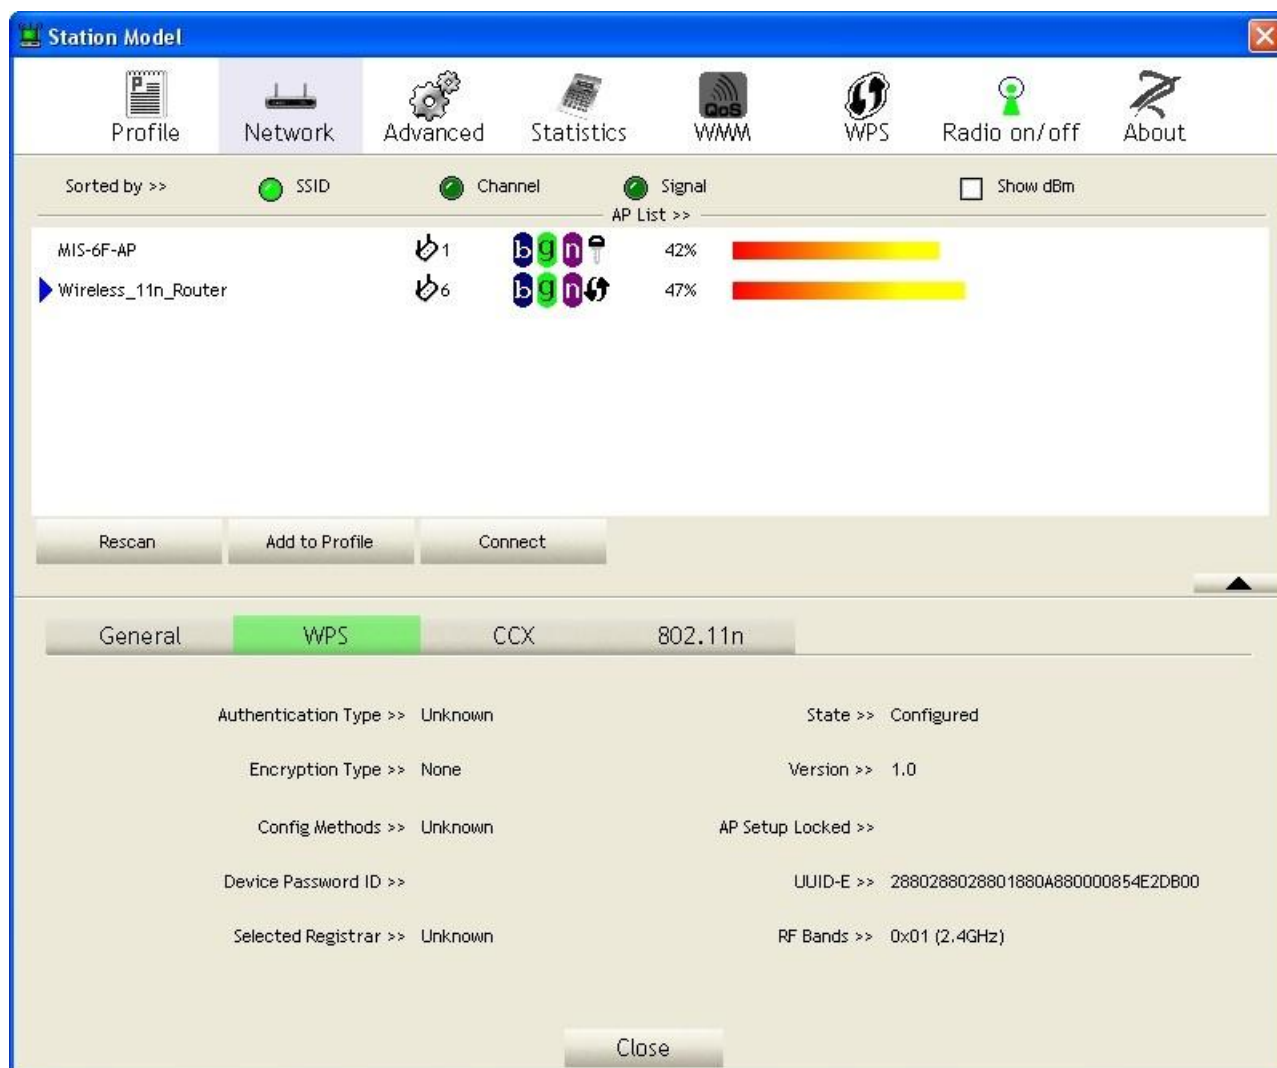 Station Model
Profile Network Advanced Statistics WMM WPS Radio on/off About
P QoS
Sorted by >> SSID Channel Signal Show dBm
AP List >>
MIS-6F-AP 1 b g n 42%
Wireless_11n_Router 6 b g n 47%
Rescan Add to Profile Connect
General WPS CCX 802.11n
Authentication Type >> Unknown State >> Configured
Encryption Type >> None Version >> 1.0
Config Methods >> Unknown AP Setup Locked >>
Device Password ID >> UUID-E >> 2880288028801880A880000854E2DB00
Selected Registrar >> Unknown RF Bands >> 0x01 (2.4GHz)
Close